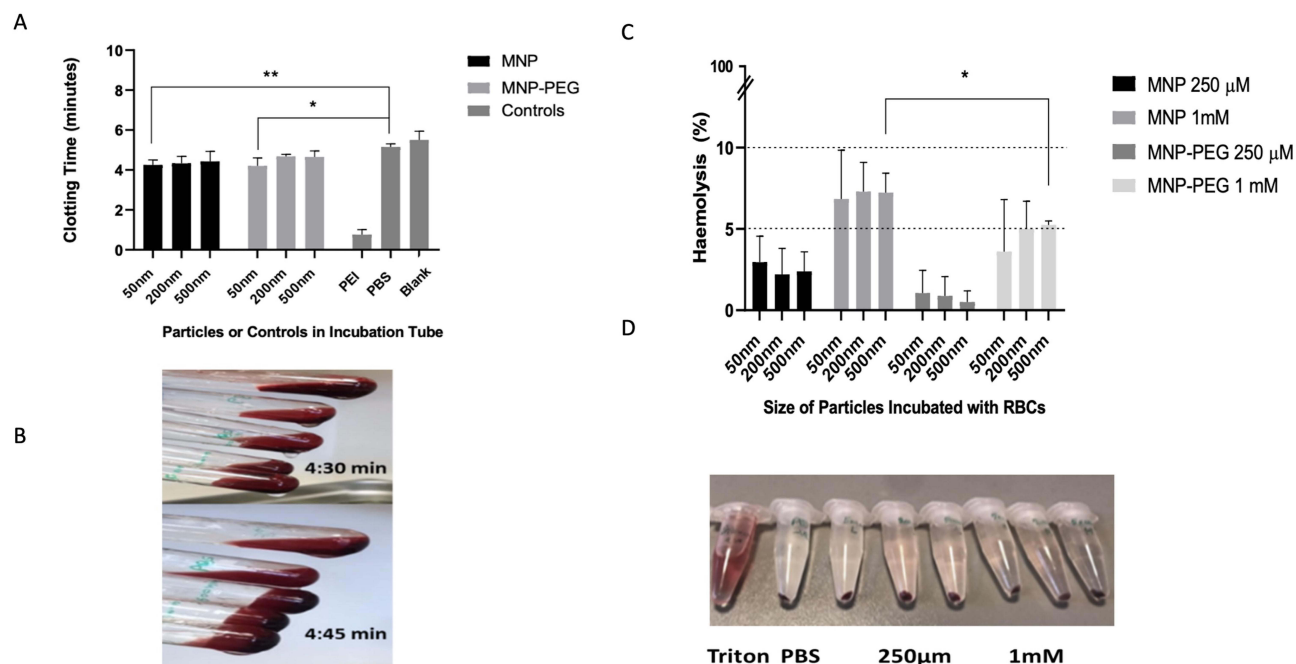 A
10
8
6
4
2
0
Clotting Time (minutes)
**
*
MNP
MNP-PEG
Controls
50nm
200nm
500nm
50nm
200nm
500nm
PEI
PBS
Blank
Particles or Controls in Incubation Tube
B
4:30 min
4:45 min
C
100
10
5
0
Haemolysis (%)
*
MNP 250 μM
MNP 1mM
MNP-PEG 250 μM
MNP-PEG 1 mM
50nm
200nm
500nm
50nm
200nm
500nm
50nm
200nm
500nm
50nm
200nm
500nm
Size of Particles Incubated with RBCs
D
Triton PBS 250μm 1mM